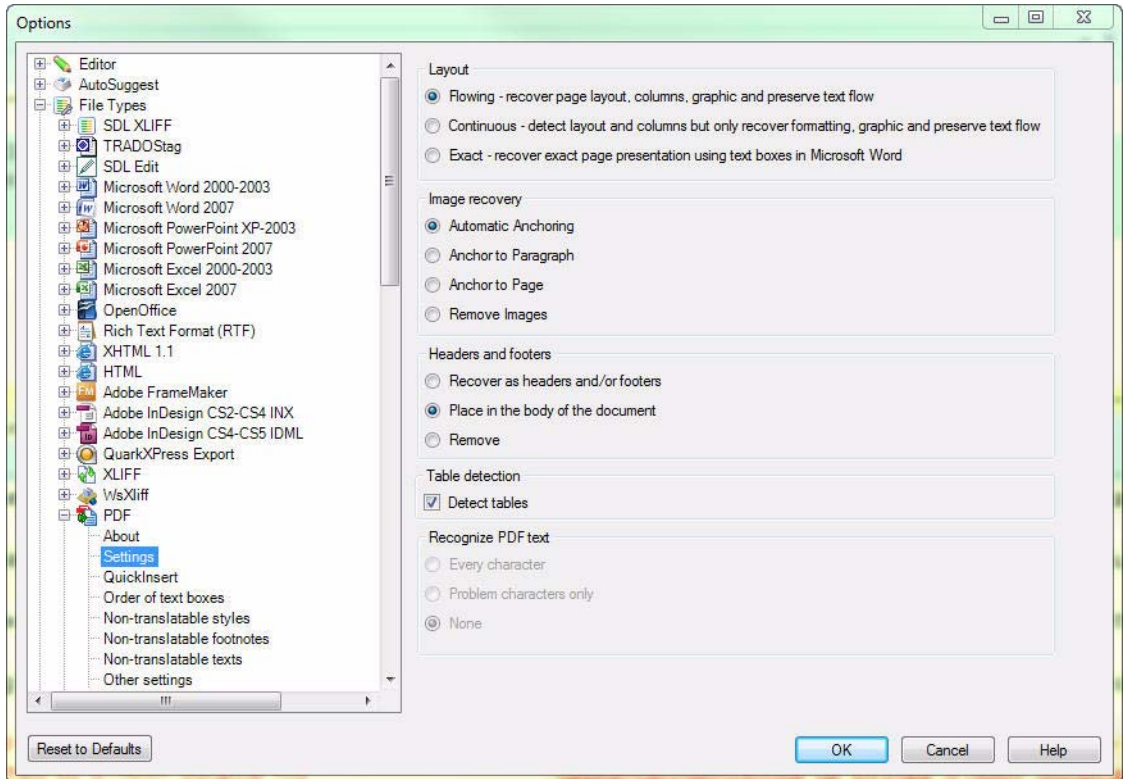 Options
Editor
AutoSuggest
File Types
SDL XLIFF
TRADOStag
SDL Edit
Microsoft Word 2000-2003
Microsoft Word 2007
Microsoft PowerPoint XP-2003
Microsoft PowerPoint 2007
Microsoft Excel 2000-2003
Microsoft Excel 2007
OpenOffice
Rich Text Format (RTF)
XHTML 1.1
HTML
Adobe FrameMaker
Adobe InDesign CS2-CS4 INX
Adobe InDesign CS4-CS5 IDML
QuarkXPress Export
XLIFF
WsXliff
PDF
About
Settings
QuickInsert
Order of text boxes
Non-translatable styles
Non-translatable footnotes
Non-translatable texts
Other settings
Layout
Flowing - recover page layout, columns, graphic and preserve text flow
Continuous - detect layout and columns but only recover formatting, graphic and preserve text flow
Exact - recover exact page presentation using text boxes in Microsoft Word
Image recovery
Automatic Anchoring
Anchor to Paragraph
Anchor to Page
Remove Images
Headers and footers
Recover as headers and/or footers
Place in the body of the document
Remove
Table detection
Detect tables
Recognize PDF text
Every character
Problem characters only
None
Reset to Defaults
OK
Cancel
Help